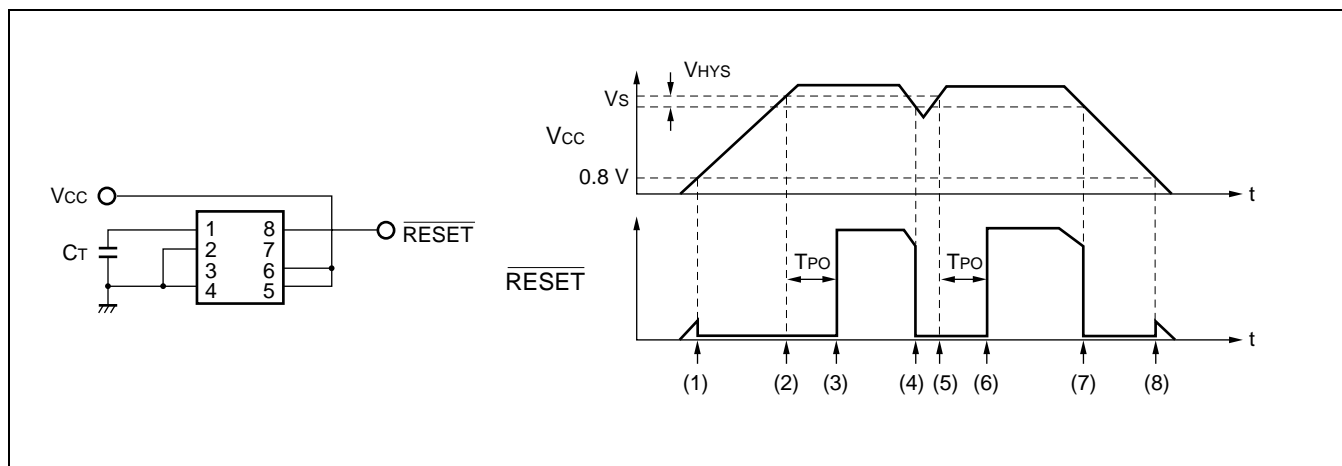 VCC
CT
1 8
2 7
3 6
4 5
RESET
VHYS
VS
VCC
0.8 V
t
RESET
TPO TPO
t
(1) (2) (3) (4) (5) (6) (7) (8)